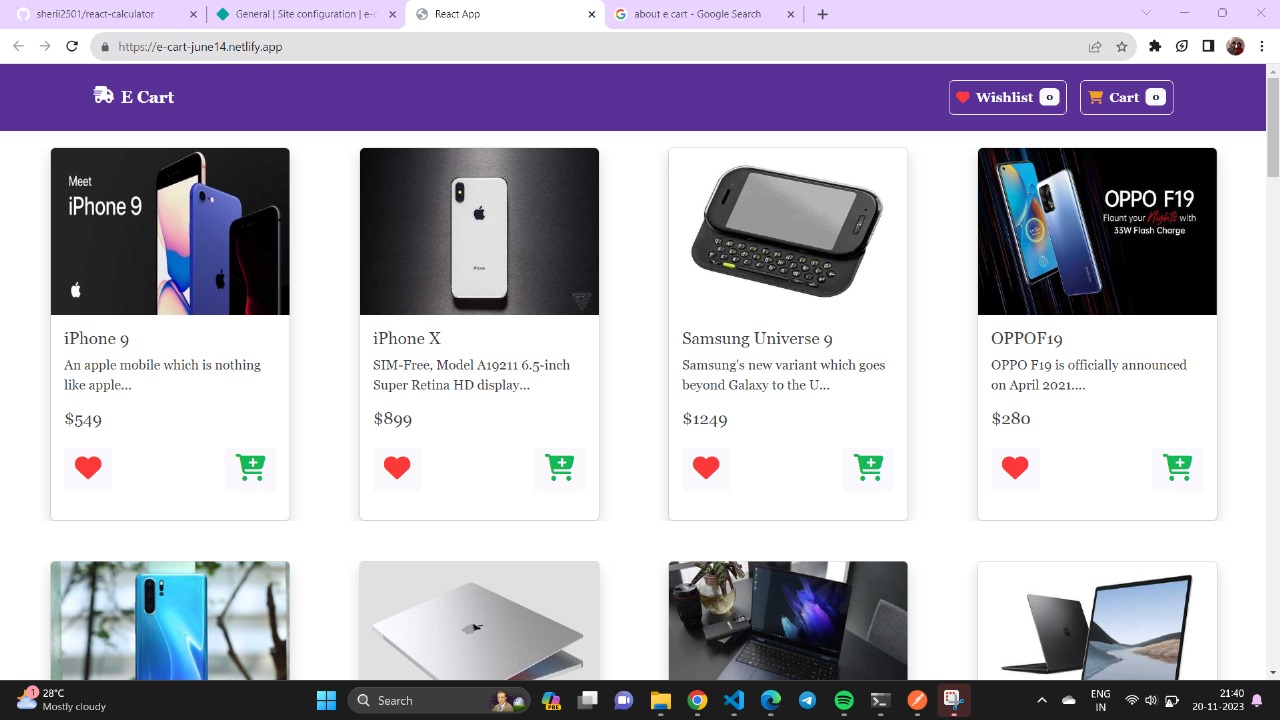 sherii2501/react-calculator
General | Site configuration | e-c
React App
about e cart - Google Search
https://e-cart-june14.netlify.app
E Cart
Wishlist 0
Cart 0
Meet
iPhone 9
iPhone
OPPO F19
Flaunt your Nights with
33W Flash Charge
iPhone 9
An apple mobile which is nothing
like apple...
$549
iPhone X
SIM-Free, Model A19211 6.5-inch
Super Retina HD display...
$899
Samsung Universe 9
Samsung's new variant which goes
beyond Galaxy to the U...
$1249
OPPOF19
OPPO F19 is officially announced
on April 2021....
$280
1
28°C
Mostly cloudy
Search
PRE
ENG
IN
21:40
20-11-2023